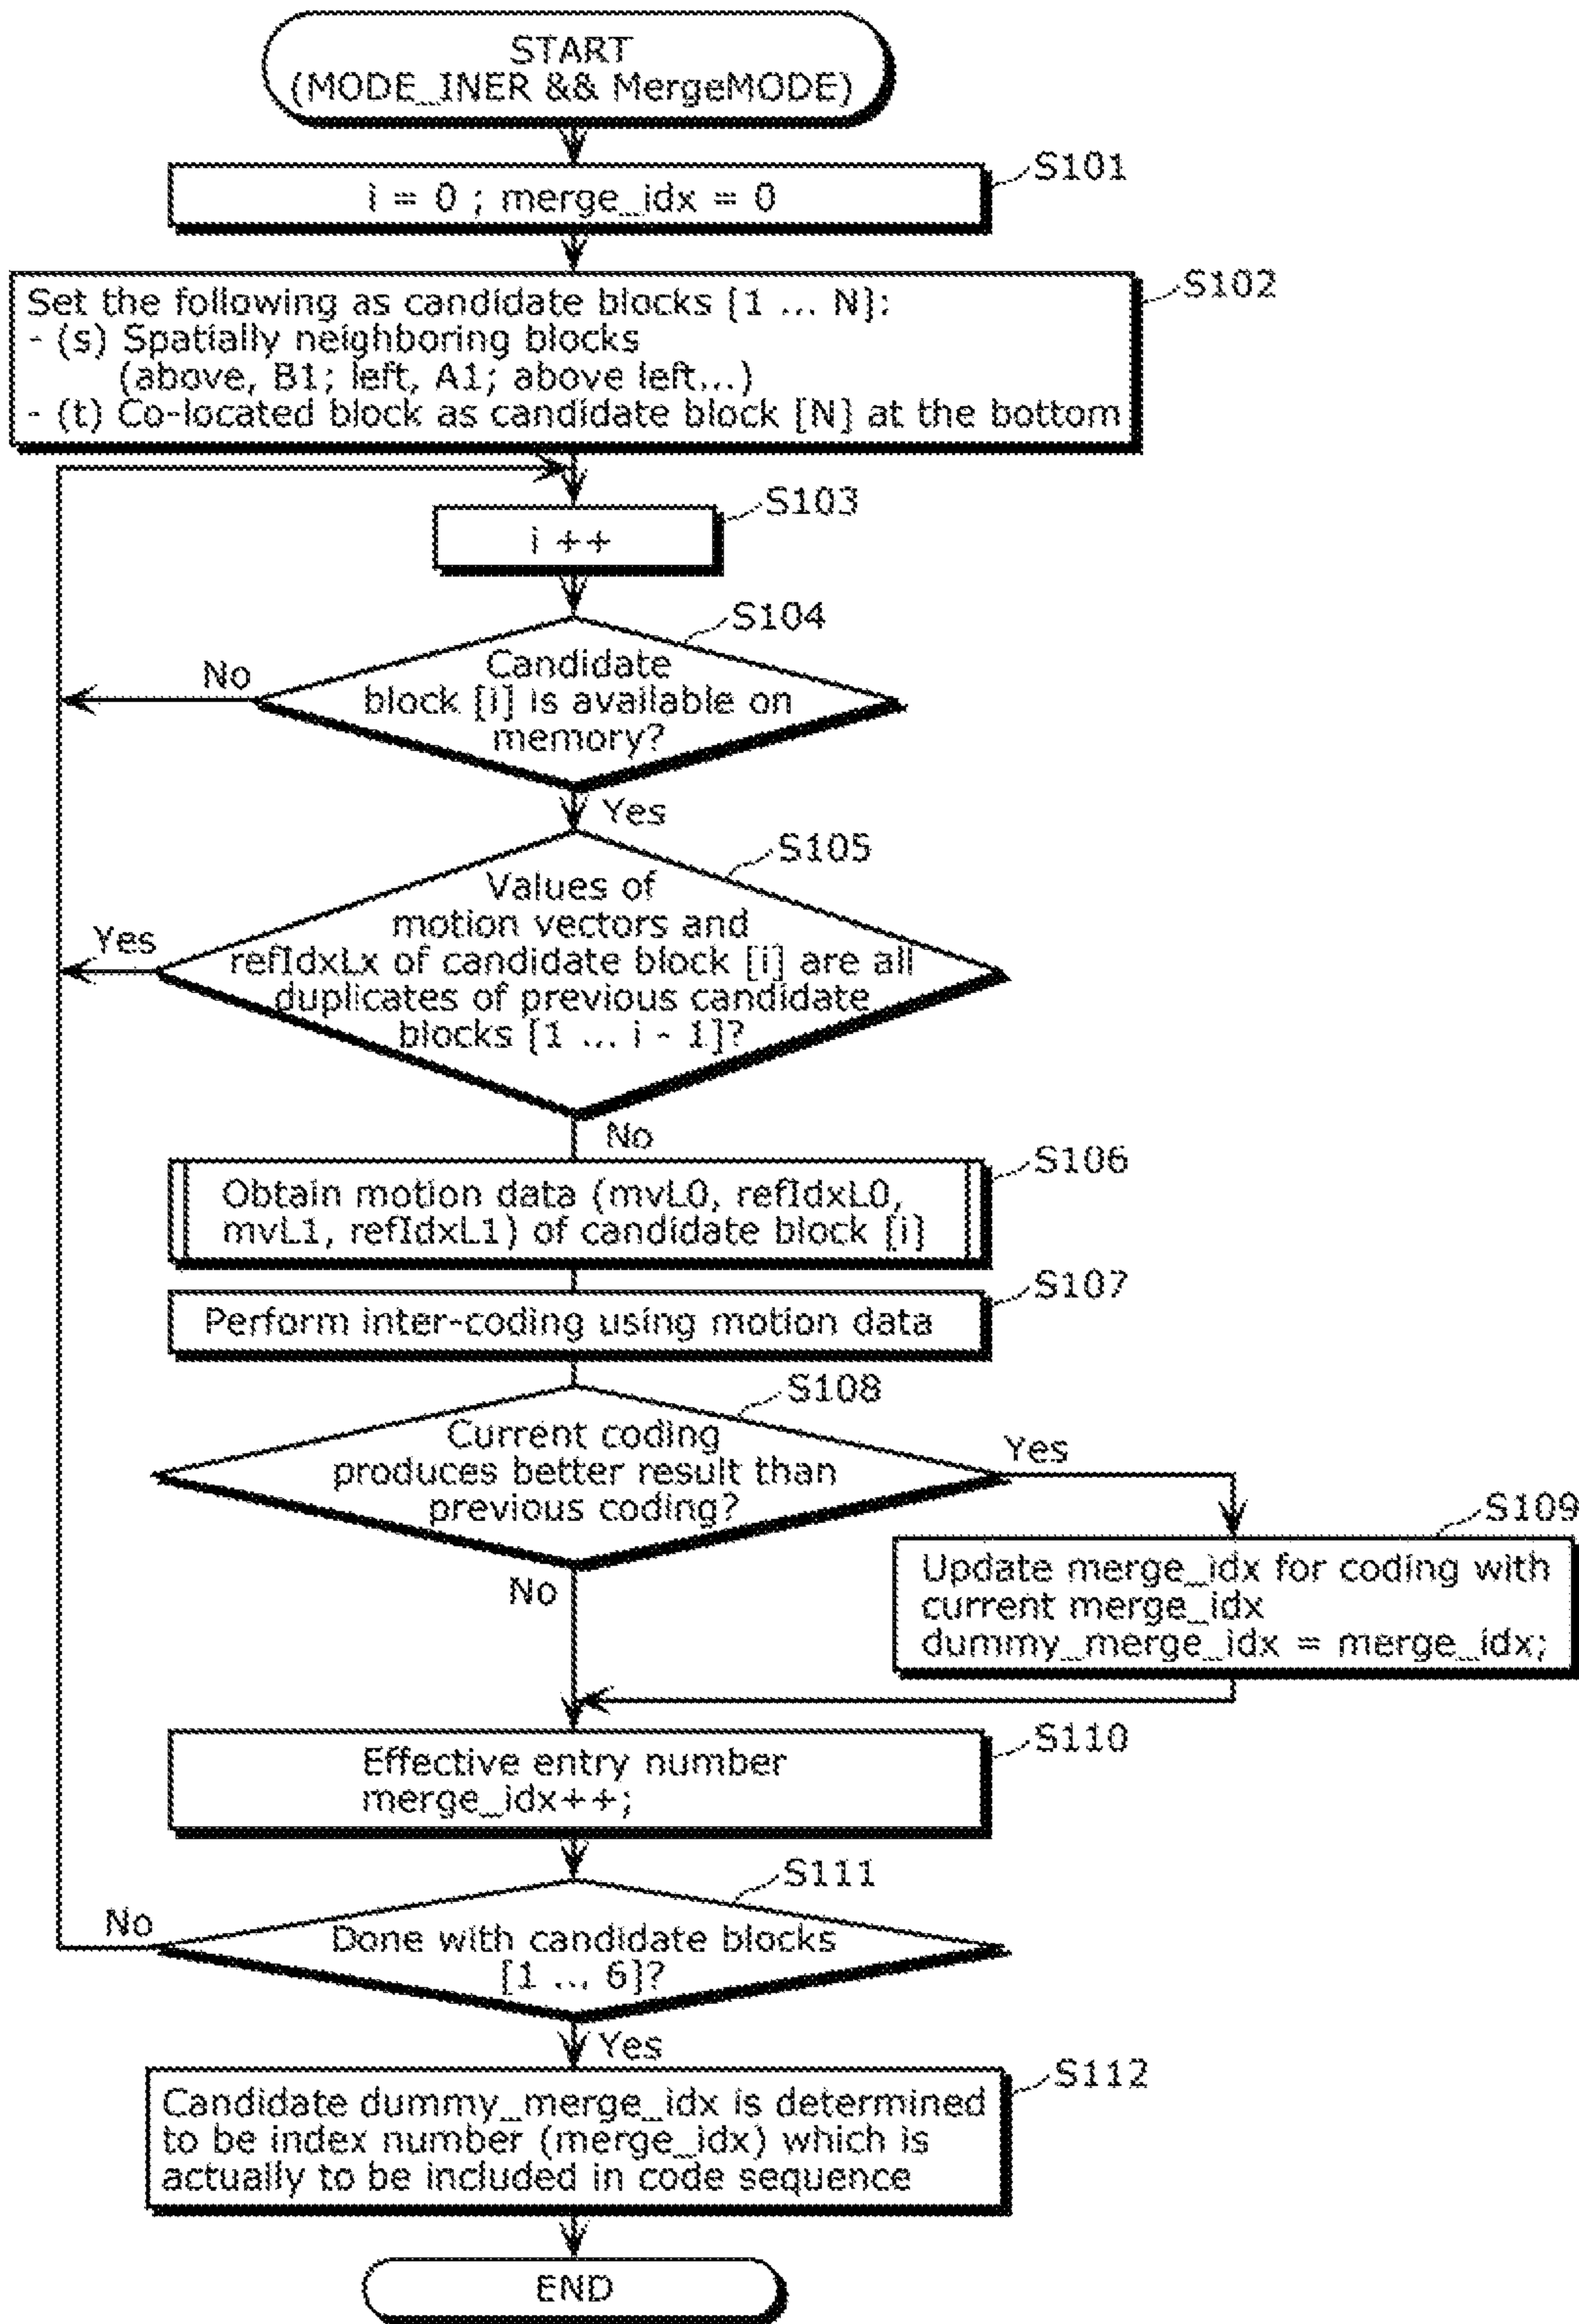 START
(MODE_INER && MergeMODE)
S101
i = 0 ; merge_idx = 0
S102
Set the following as candidate blocks [1 ... N]:
- (s) Spatially neighboring blocks
(above, B1; left, A1; above left...)
- (t) Co-located block as candidate block [N] at the bottom
S103
i ++
S104
Candidate
block [i] is available on
memory?
No
Yes
S105
Values of
motion vectors and
refIdxLx of candidate block [i] are all
duplicates of previous candidate
blocks [1 ... i - 1]?
Yes
No
S106
Obtain motion data (mvL0, refIdxL0,
mvL1, refIdxL1) of candidate block [i]
S107
Perform inter-coding using motion data
S108
Current coding
produces better result than
previous coding?
Yes
No
S109
Update merge_idx for coding with
current merge_idx
dummy_merge_idx = merge_idx;
S110
Effective entry number
merge_idx++;
S111
Done with candidate blocks
[1 ... 6]?
No
Yes
S112
Candidate dummy_merge_idx is determined
to be index number (merge_idx) which is
actually to be included in code sequence
END